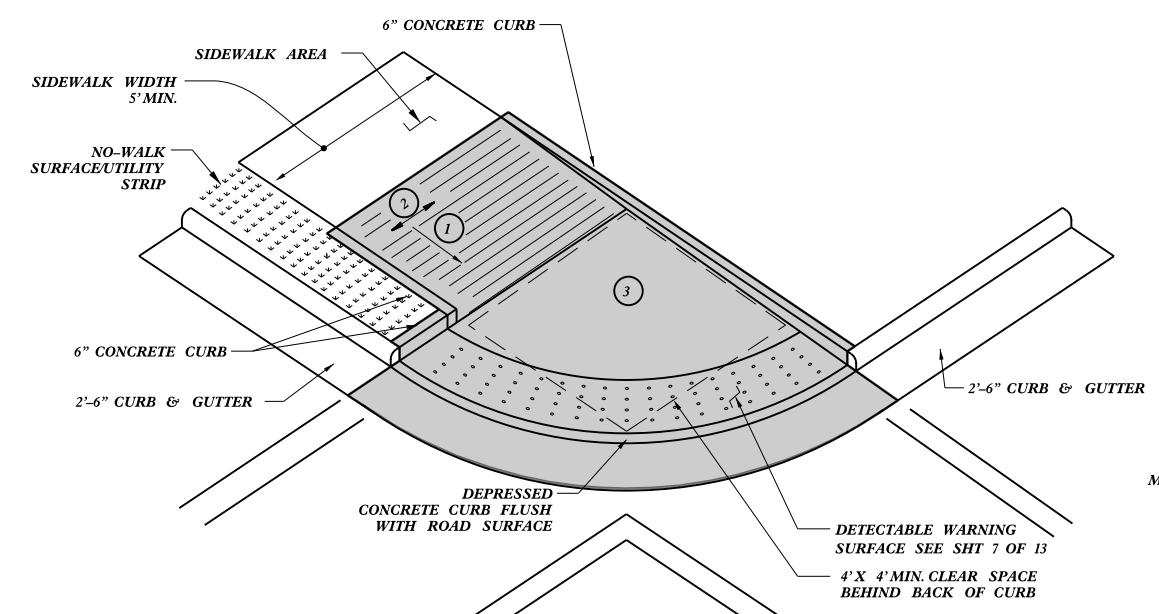 6" CONCRETE CURB
SIDEWALK AREA
SIDEWALK WIDTH
5' MIN.
NO–WALK
SURFACE/UTILITY
STRIP
2
1
3
6" CONCRETE CURB
2'–6" CURB & GUTTER
2'–6" CURB & GUTTER
DEPRESSED
CONCRETE CURB FLUSH
WITH ROAD SURFACE
DETECTABLE WARNING
SURFACE SEE SHT 7 OF 13
4' X 4' MIN. CLEAR SPACE
BEHIND BACK OF CURB
M